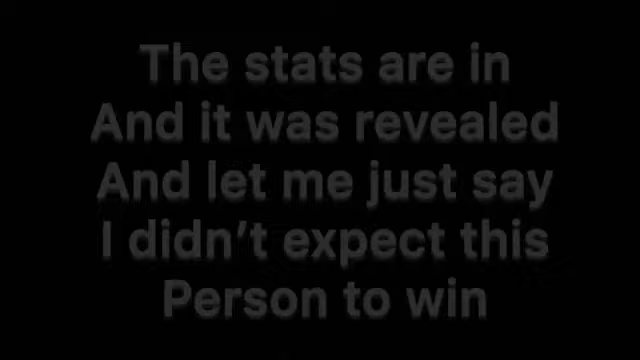 The stats are in
And it was revealed
And let me just say
I didn’t expect this
Person to win